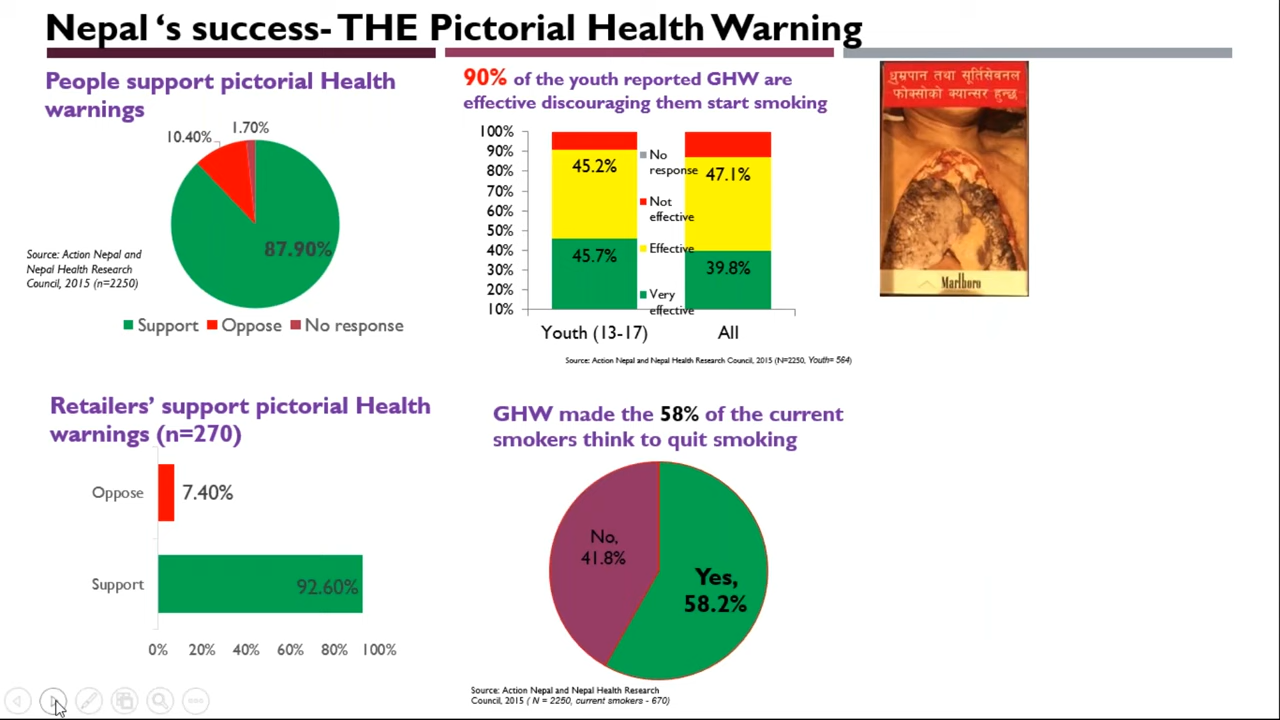 Nepal ‘s success- THE Pictorial Health Warning
People support pictorial Health
warnings
10.40%
1.70%
87.90%
Source: Action Nepal and
Nepal Health Research
Council, 2015 (n=2250)
Support Oppose No response
90% of the youth reported GHW are
effective discouraging them start smoking
100%
90%
80%
70%
60%
50%
40%
30%
20%
10%
45.2%
45.7%
47.1%
39.8%
No
response
Not
effective
Effective
Very
effective
Youth (13-17) All
Source: Action Nepal and Nepal Health Research Council, 2015 (N=2250, Youth= 564)
धुम्रपान तथा सूर्तिसेवनले
फोक्सोको क्यान्सर हुन्छ
Marlboro
Retailers’ support pictorial Health
warnings (n=270)
Oppose 7.40%
Support 92.60%
0% 20% 40% 60% 80% 100%
GHW made the 58% of the current
smokers think to quit smoking
No,
41.8%
Yes,
58.2%
Source: Action Nepal and Nepal Health Research
Council, 2015 ( N = 2250, current smokers - 670)